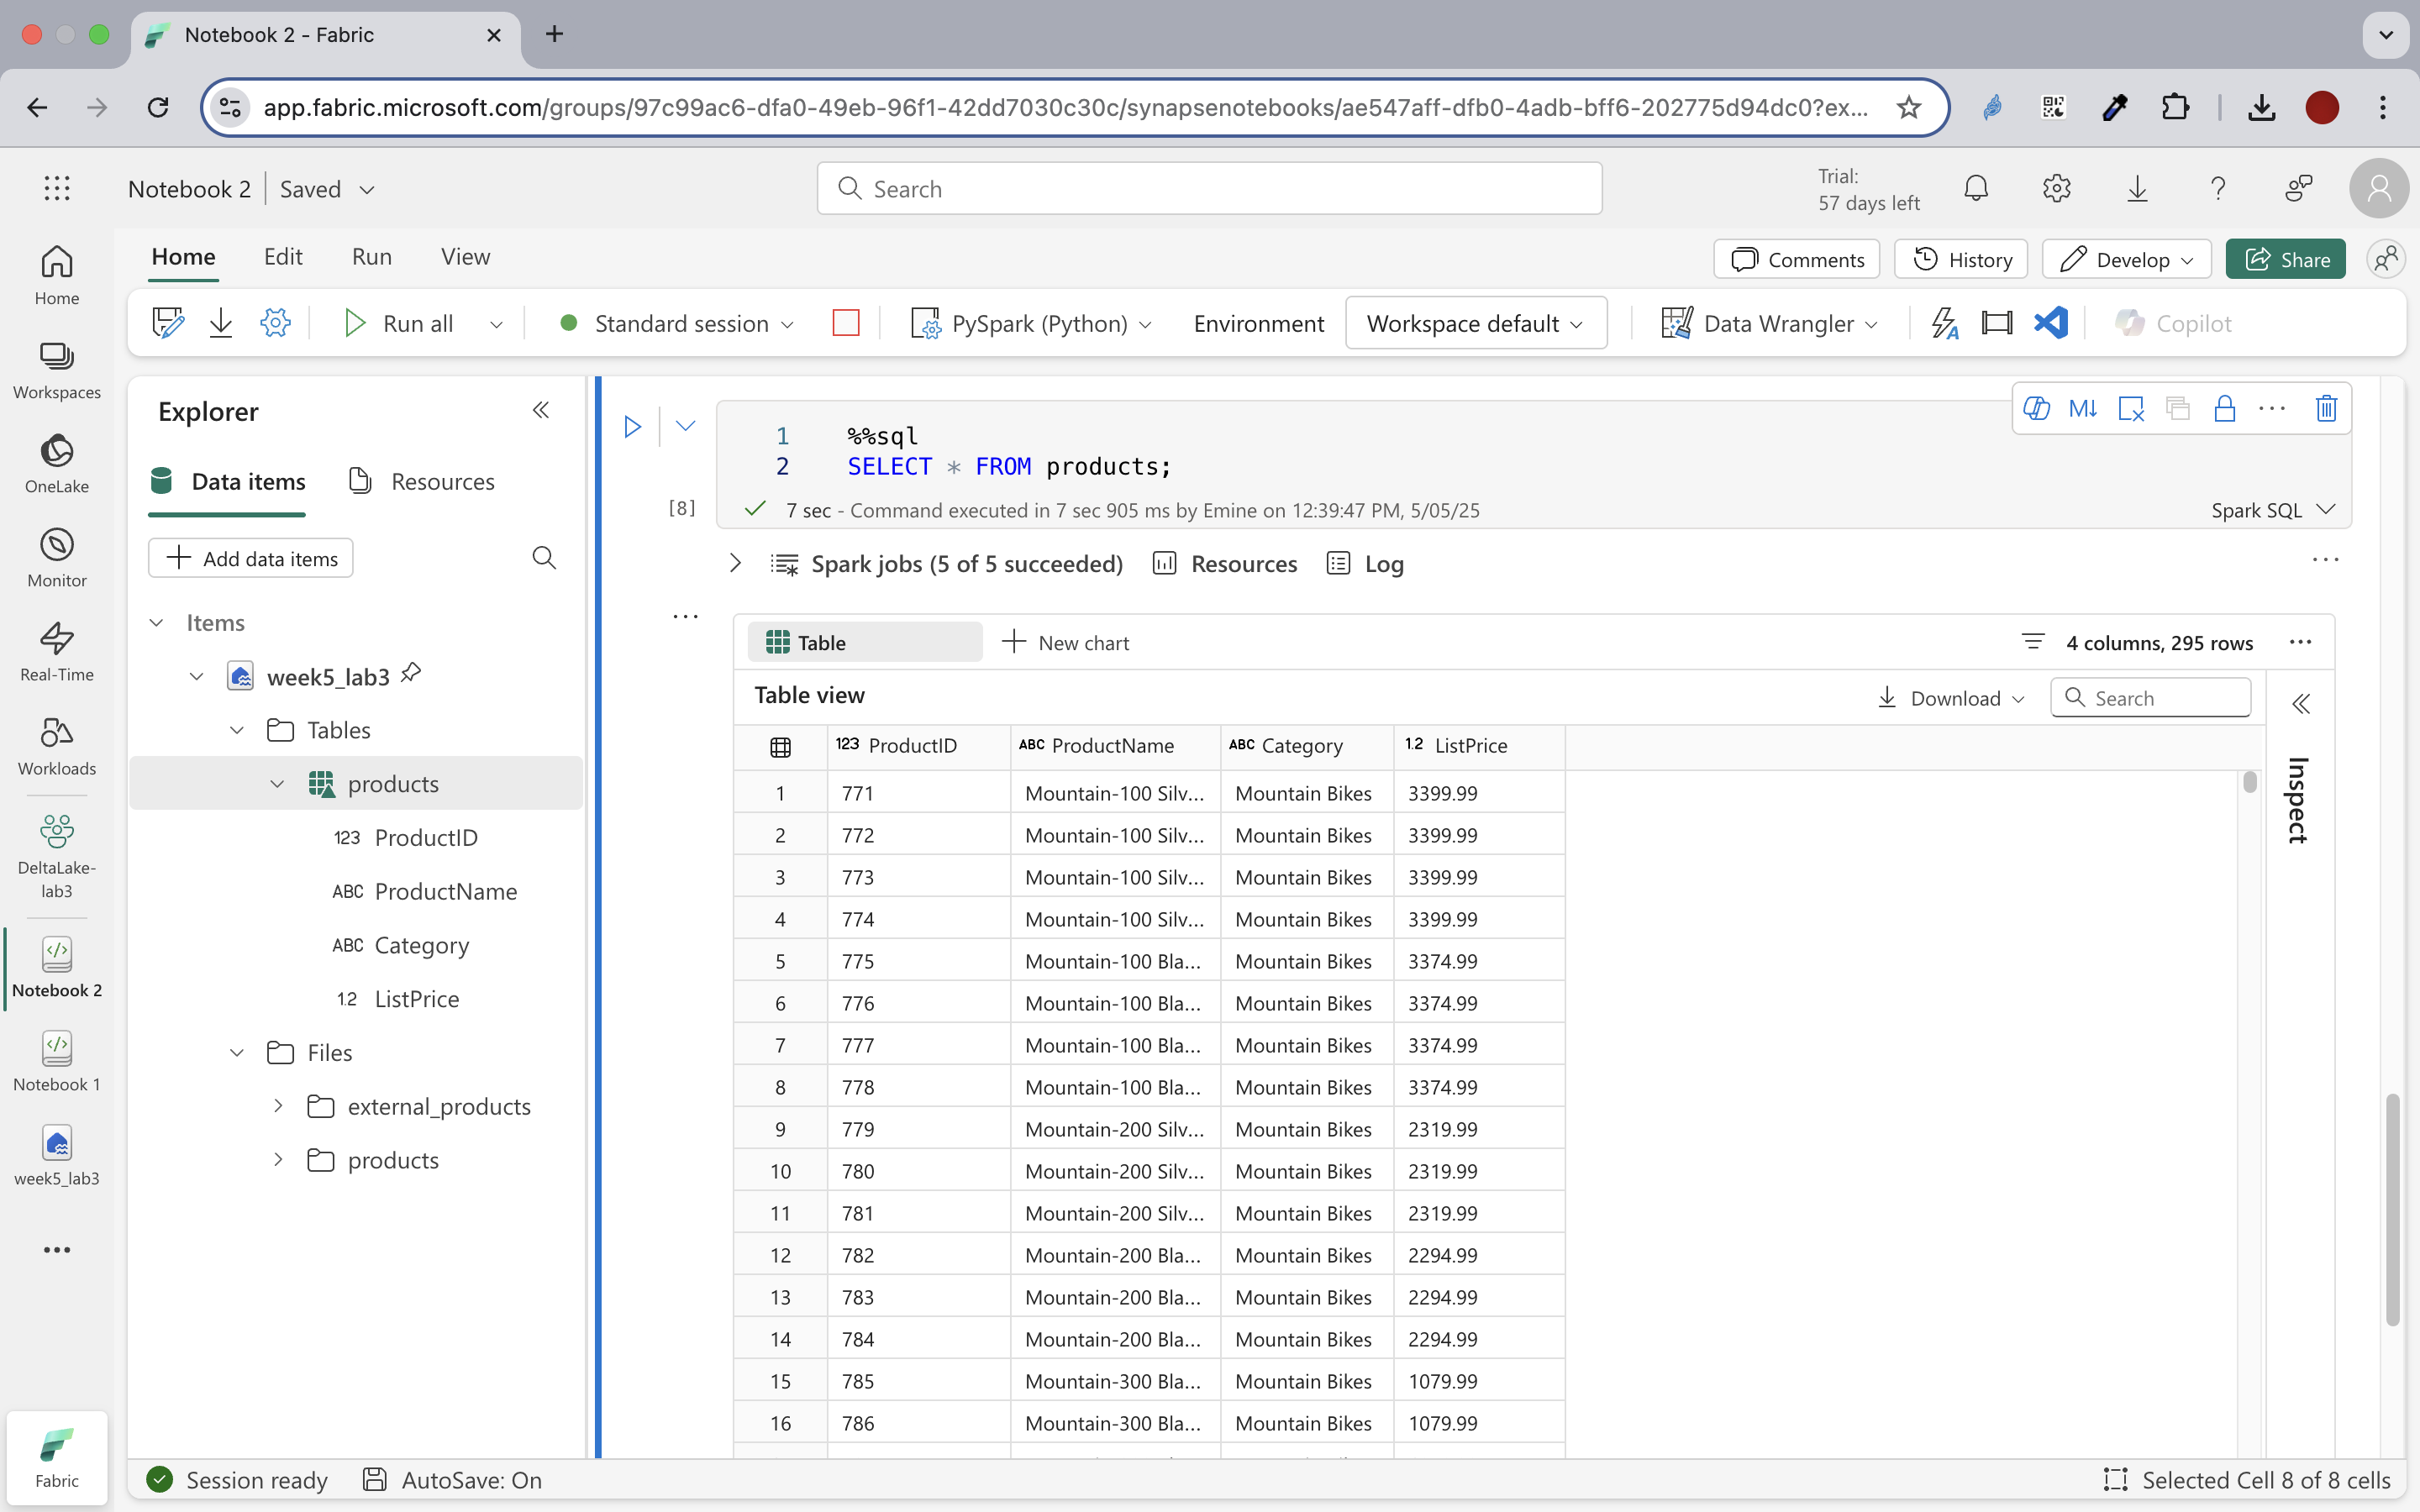 Notebook 2 - Fabric
app.fabric.microsoft.com/groups/97c99ac6-dfa0-49eb-96f1-42dd7030c30c/synapsenotebooks/ae547aff-dfb0-4adb-bff6-202775d94dc0?ex...
Notebook 2 Saved
Search
Trial:
57 days left
Home Edit Run View
Comments History Develop Share
Run all Standard session PySpark (Python) Environment Workspace default Data Wrangler Copilot
Home
Workspaces
OneLake
Monitor
Real-Time
Workloads
DeltaLake-
lab3
Notebook 2
Notebook 1
week5_lab3
Fabric
Explorer
Data items Resources
Add data items
Items
week5_lab3
Tables
products
123 ProductID
ABC ProductName
ABC Category
1.2 ListPrice
Files
external_products
products
M↓
1 %%sql
2 SELECT * FROM products;
[8] 7 sec - Command executed in 7 sec 905 ms by Emine on 12:39:47 PM, 5/05/25 Spark SQL
Spark jobs (5 of 5 succeeded) Resources Log
Table New chart 4 columns, 295 rows
Table view Download Search
Inspect
123 ProductID ABC ProductName ABC Category 1.2 ListPrice
1 771 Mountain-100 Silv... Mountain Bikes 3399.99
2 772 Mountain-100 Silv... Mountain Bikes 3399.99
3 773 Mountain-100 Silv... Mountain Bikes 3399.99
4 774 Mountain-100 Silv... Mountain Bikes 3399.99
5 775 Mountain-100 Bla... Mountain Bikes 3374.99
6 776 Mountain-100 Bla... Mountain Bikes 3374.99
7 777 Mountain-100 Bla... Mountain Bikes 3374.99
8 778 Mountain-100 Bla... Mountain Bikes 3374.99
9 779 Mountain-200 Silv... Mountain Bikes 2319.99
10 780 Mountain-200 Silv... Mountain Bikes 2319.99
11 781 Mountain-200 Silv... Mountain Bikes 2319.99
12 782 Mountain-200 Bla... Mountain Bikes 2294.99
13 783 Mountain-200 Bla... Mountain Bikes 2294.99
14 784 Mountain-200 Bla... Mountain Bikes 2294.99
15 785 Mountain-300 Bla... Mountain Bikes 1079.99
16 786 Mountain-300 Bla... Mountain Bikes 1079.99
Session ready AutoSave: On Selected Cell 8 of 8 cells